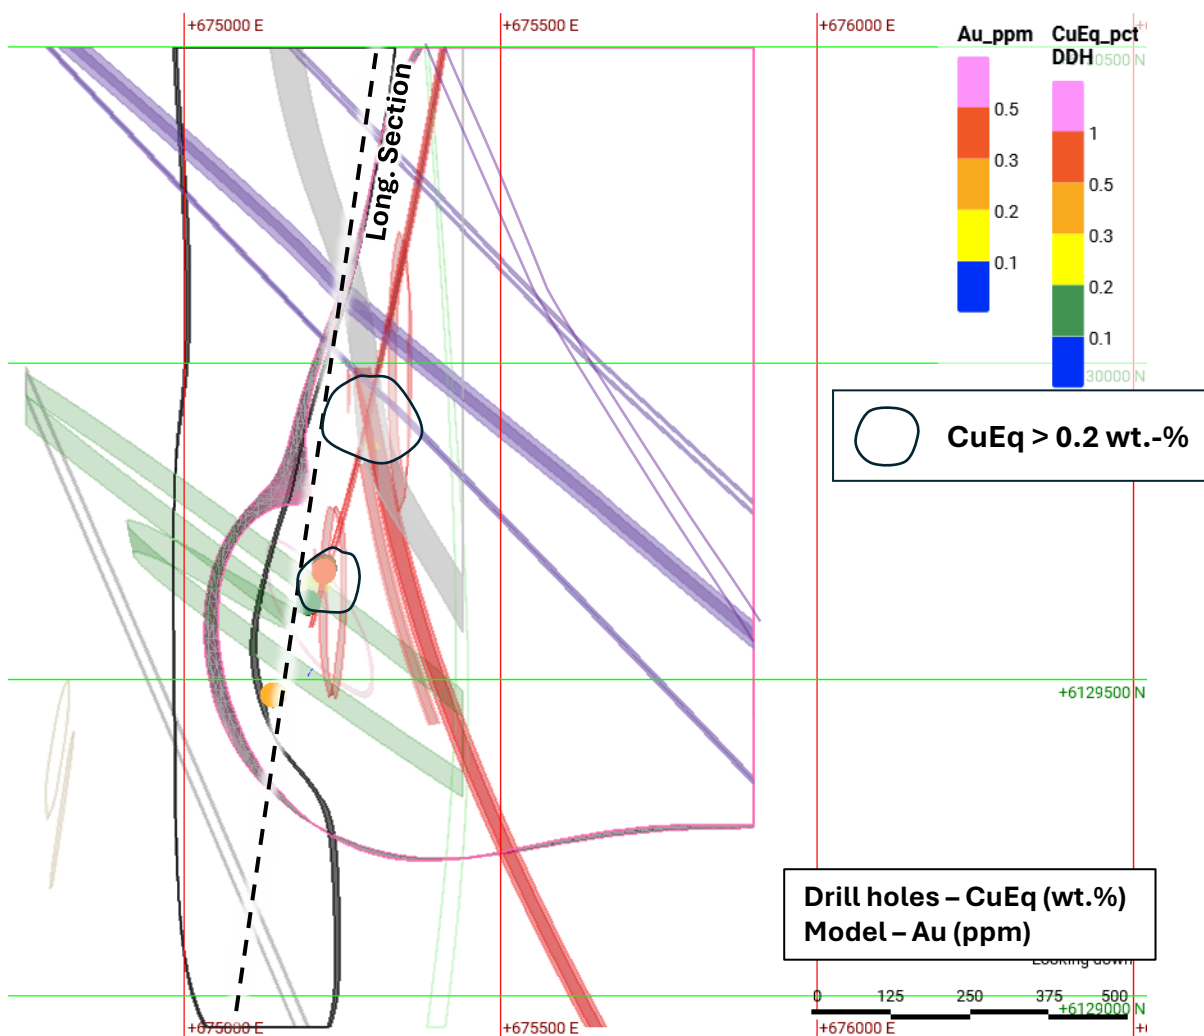 +675000 E
+675500 E
+676000 E
Au_ppm
CuEq_pct
DDH
0500 N
0.5
0.3
0.2
0.1
1
0.5
0.3
0.2
0.1
Long. Section
30000 N
CuEq > 0.2 wt.-%
+6129500 N
Drill holes – CuEq (wt.%)
Model – Au (ppm)
Looking down
0 125 250 375 500
+6129000 N
+675000 E
+675500 E
+676000 E